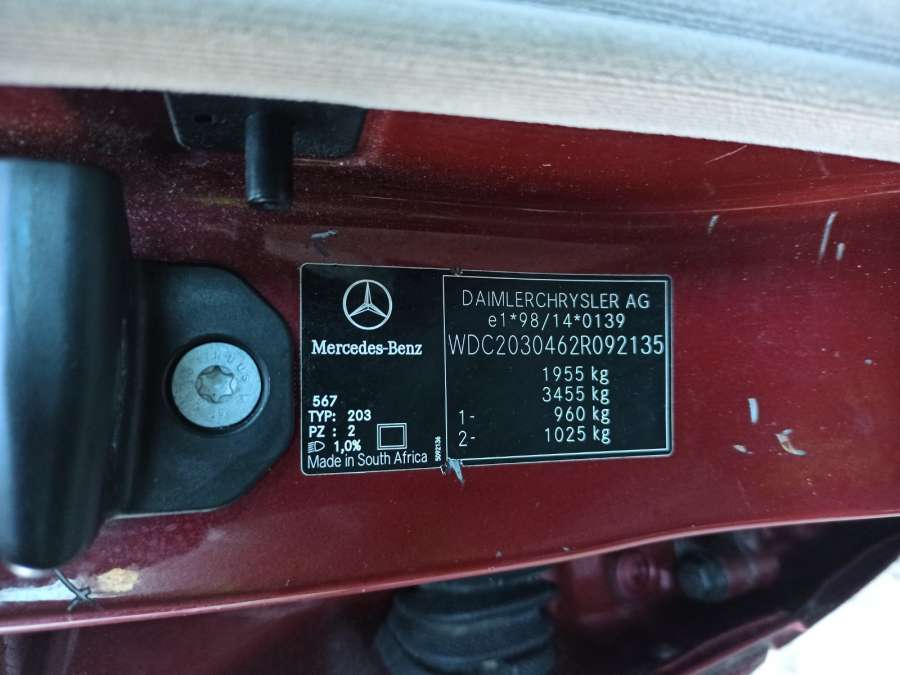 Mercedes-Benz
567
TYP: 203
PZ : 2
1,0%
Made in South Africa
5092136
DAIMLERCHRYSLER AG
e1*98/14*0139
WDC2030462R092135
1955 kg
3455 kg
1- 960 kg
2- 1025 kg